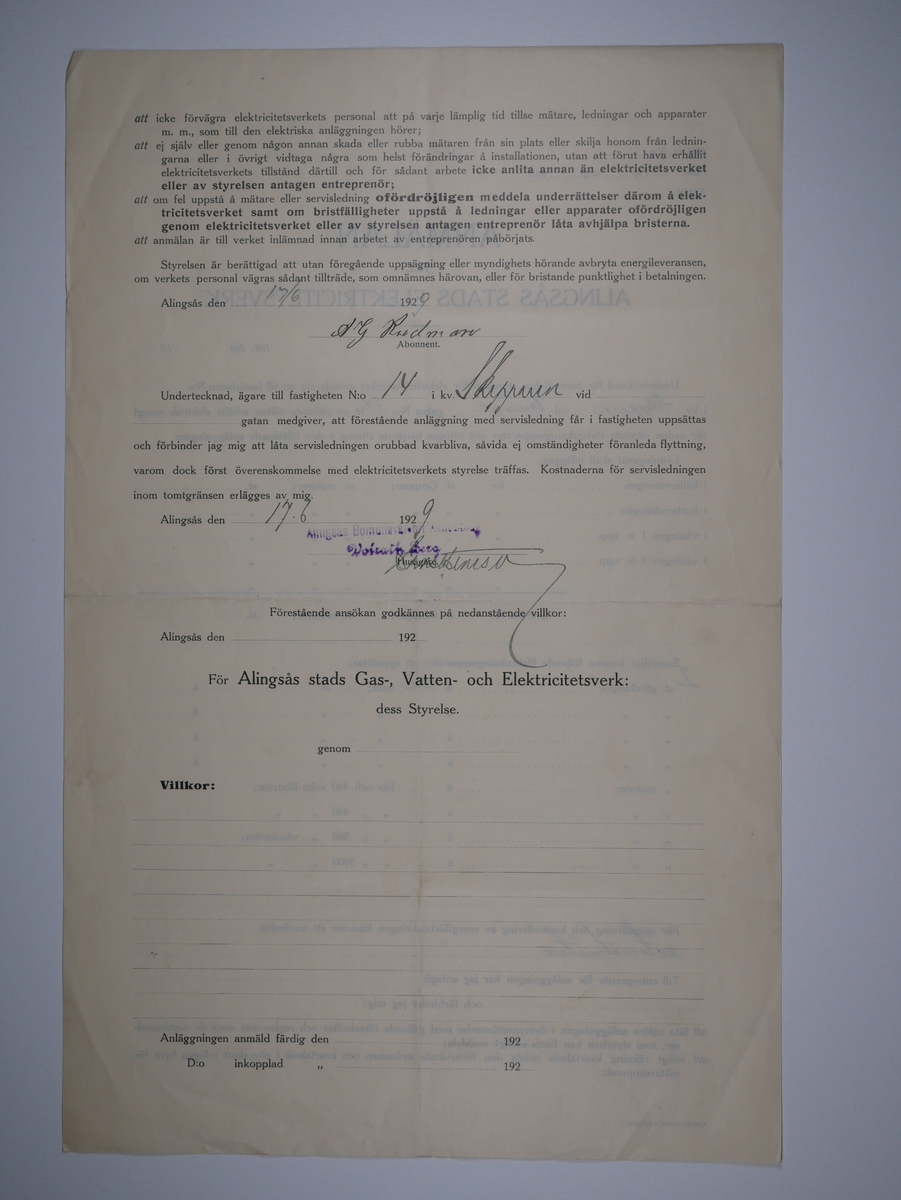 att icke förvägra elektricitetsverkets personal att på varje lämplig tid tillse mätare, ledningar och apparater
m. m., som till den elektriska anläggningen hörer;
att ej själv eller genom någon annan skada eller rubba mätaren från sin plats eller skilja honom från lednin-
garna eller i övrigt vidtaga några som helst förändringar å installationen, utan att förut hava erhållit
elektricitetsverkets tillstånd därtill och för sådant arbete icke anlita annan än elektricitetsverket
eller av styrelsen antagen entreprenör;
att om fel uppstå å mätare eller servisledning ofördröjligen meddela underrättelser därom å elek-
tricitetsverket samt om bristfälligheter uppstå å ledningar eller apparater ofördröjligen
genom elektricitetsverket eller av styrelsen antagen entreprenör låta avhjälpa bristerna.
att anmälan är till verket inlämnad innan arbetet av entreprenören påbörjats.
Styrelsen är berättigad att utan föregående uppsägning eller myndighets hörande avbryta energileveransen,
om verkets personal vägras sådant tillträde, som omnämnes härovan, eller för bristande punktlighet i betalningen.
Alingsås den 17/6 1929
A G Rudman
Abonnent.
Undertecknad, ägare till fastigheten N:o 14 i kv. Skepparen vid
gatan medgiver, att förestående anläggning med servisledning får i fastigheten uppsättas
och förbinder jag mig att låta servisledningen orubbad kvarbliva, såvida ej omständigheter föranleda flyttning,
varom dock först överenskommelse med elektricitetsverkets styrelse träffas. Kostnaderna för servisledningen
inom tomtgränsen erlägges av mig.
Alingsås den 17-6 1929
Alingsås
Berg
Förestående ansökan godkännes på nedanstående villkor:
Alingsås den 192
För Alingsås stads Gas-, Vatten- och Elektricitetsverk:
dess Styrelse.
genom
Villkor:
Anläggningen anmäld färdig den 192
D:o inkopplad „ 192